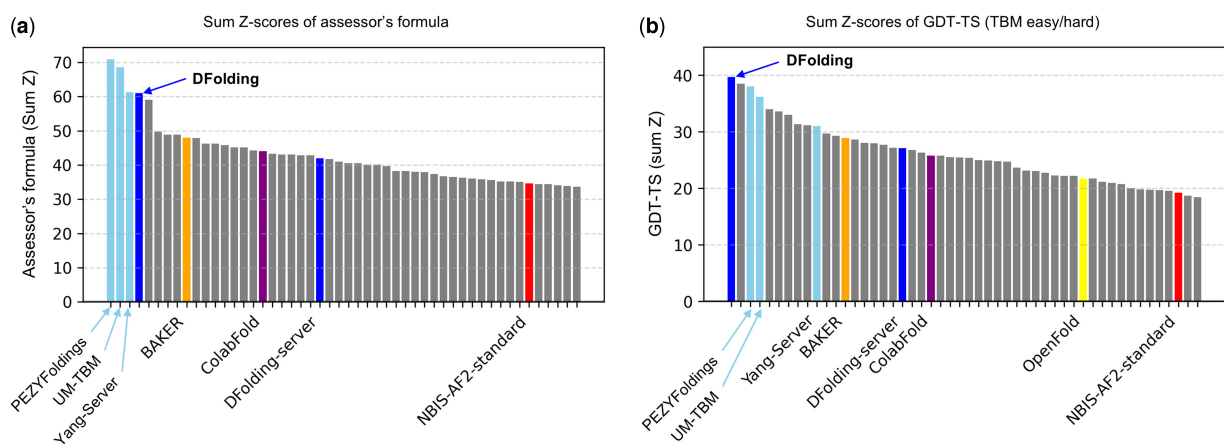 (a)
Sum Z-scores of assessor's formula
Assessor's formula (Sum Z)
70
60
50
40
30
20
10
0
DFolding
PEZYFoldings
UM-TBM
Yang-Server
BAKER
ColabFold
DFolding-server
NBIS-AF2-standard
(b)
Sum Z-scores of GDT-TS (TBM easy/hard)
GDT-TS (sum Z)
40
30
20
10
0
DFolding
PEZYFoldings
UM-TBM
Yang-Server
BAKER
DFolding-server
ColabFold
OpenFold
NBIS-AF2-standard